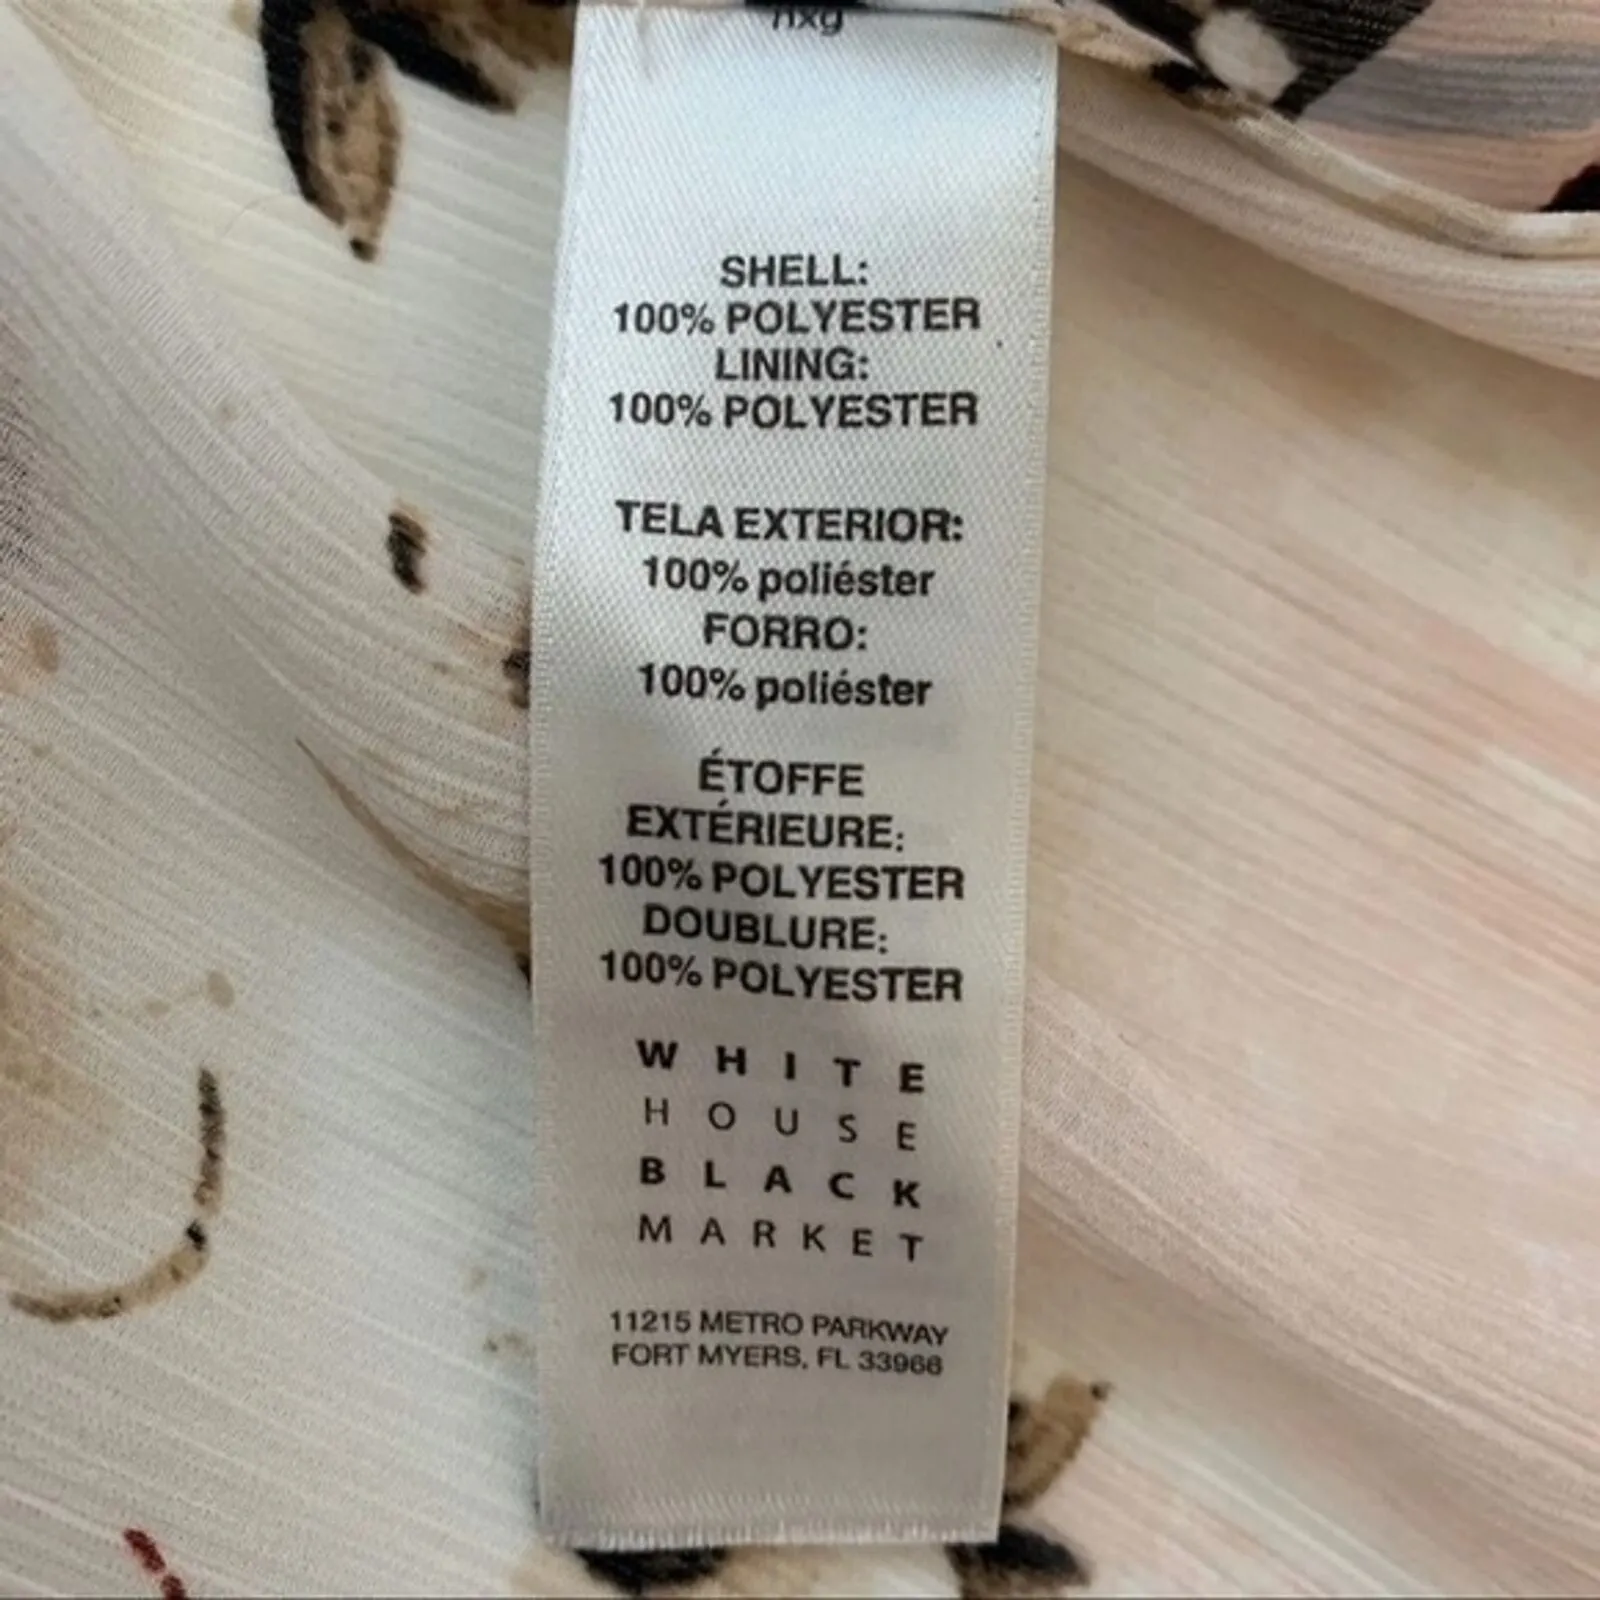 SHELL:
100% POLYESTER
LINING:
100% POLYESTER
TELA EXTERIOR:
100% poliéster
FORRO:
100% poliéster
ÉTOFFE
EXTÉRIEURE:
100% POLYESTER
DOUBLURE:
100% POLYESTER
WHITE
HOUSE
BLACK
MARKET
11215 METRO PARKWAY
FORT MYERS, FL 33966